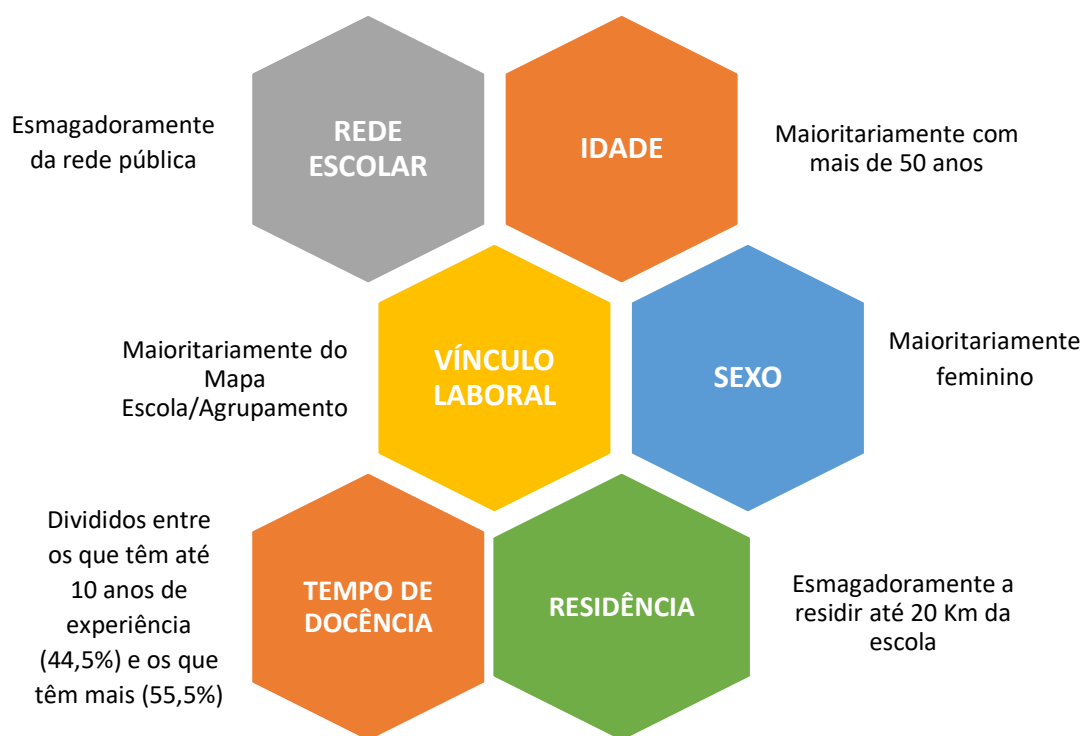 Esmagadoramente
da rede pública
REDE
ESCOLAR
IDADE
Maioritariamente com
mais de 50 anos
Maioritariamente do
Mapa
Escola/Agrupamento
VÍNCULO
LABORAL
SEXO
Maioritariamente
feminino
Divididos entre
os que têm até
10 anos de
experiência
(44,5%) e os que
têm mais (55,5%)
TEMPO DE
DOCÊNCIA
RESIDÊNCIA
Esmagadoramente a
residir até 20 Km da
escola